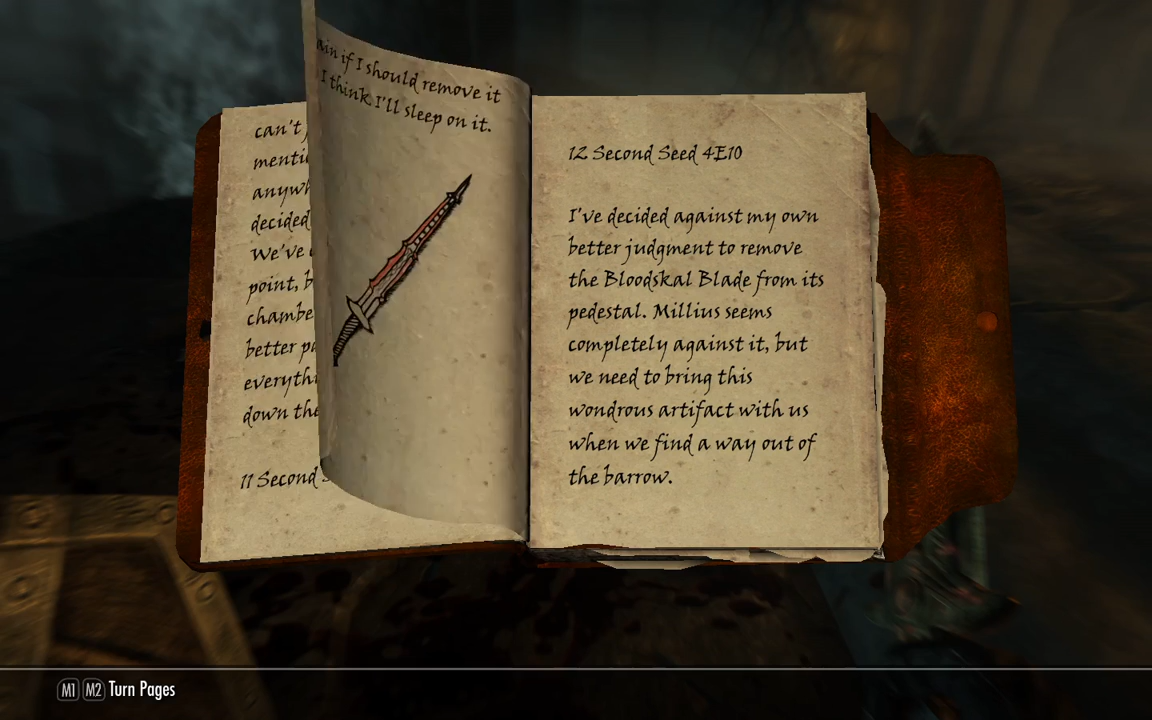 can't
anywh
decided
We've
point, b
chambe
better pa
everythi
down the
11 Second
if I should remove it
I think I'll sleep on it.
12 Second Seed 4E10
I've decided against my own
better judgment to remove
the Bloodskal Blade from its
pedestal. Millius seems
completely against it, but
we need to bring this
wondrous artifact with us
when we find a way out of
the barrow.
M1 M2 Turn Pages